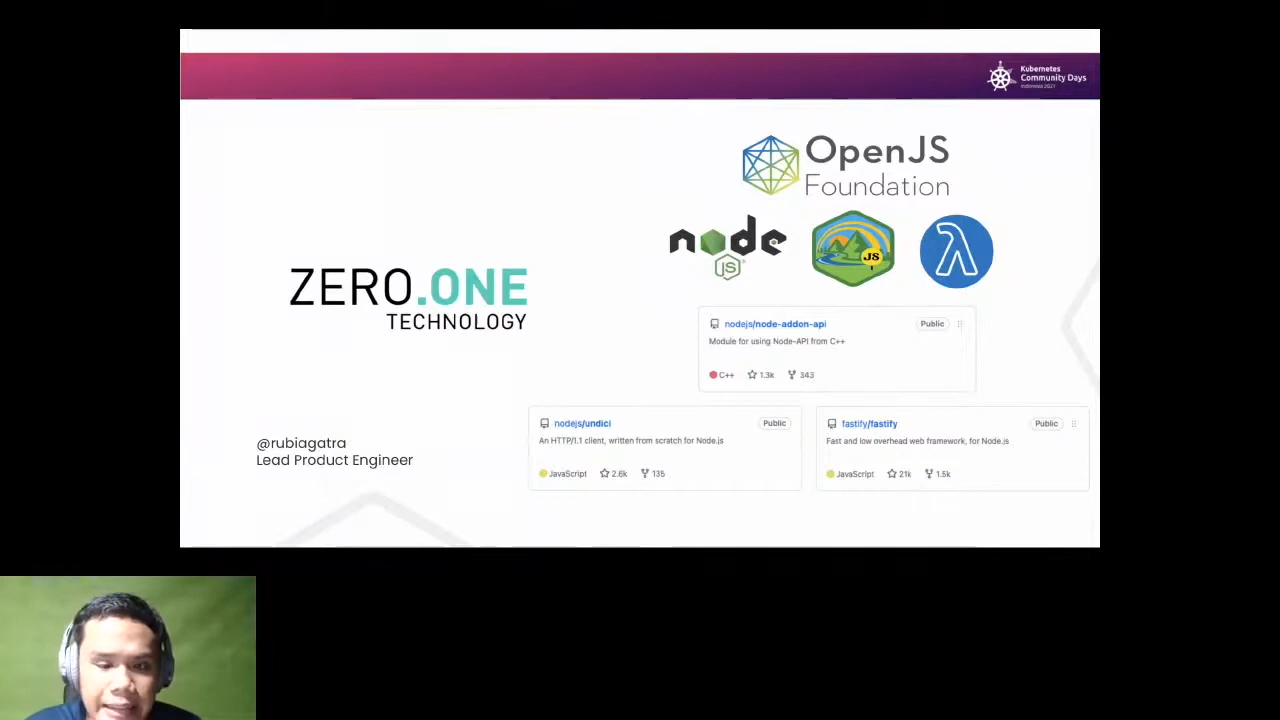 Kubernetes
Community Days
Indonesia 2021
OpenJS
Foundation
node
JS
JS
ZERO.ONE
TECHNOLOGY
@rubiagatra
Lead Product Engineer
nodejs/node-addon-api
Public
Module for using Node-API from C++
C++ 1.3k 343
nodejs/undici
Public
An HTTP/1.1 client, written from scratch for Node.js
JavaScript 2.6k 135
fastify/fastify
Public
Fast and low overhead web framework, for Node.js
JavaScript 21k 1.5k